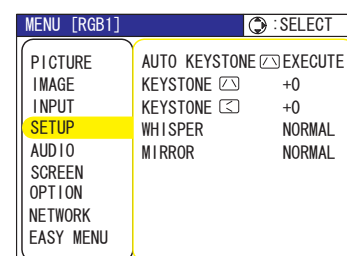 MENU [RGB1] :SELECT
PICTURE
IMAGE
INPUT
SETUP
AUDIO
SCREEN
OPTION
NETWORK
EASY MENU
AUTO KEYSTONE EXECUTE
KEYSTONE +0
KEYSTONE +0
WHISPER NORMAL
MIRROR NORMAL